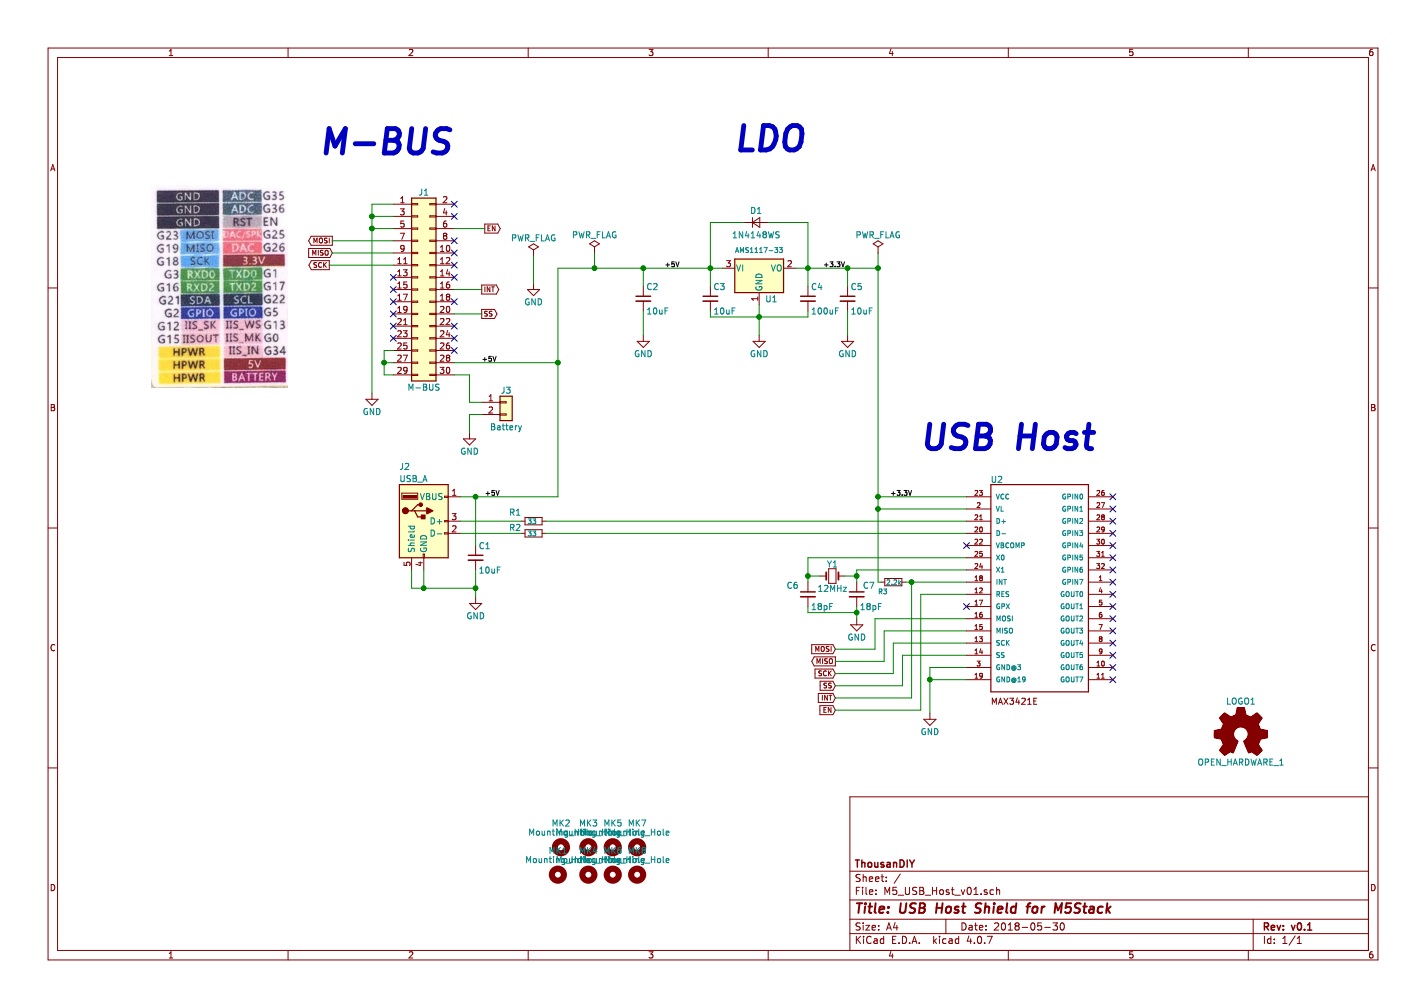 1 2 3 4 5 6
A A
B B
C C
D D
M-BUS
LDO
USB Host
GND ADC G35
GND ADC G36
GND RST EN
G23 MOSI DAC/SPK G25
G19 MISO DAC G26
G18 SCK 3.3V
G3 RXD0 TXD0 G1
G16 RXD2 TXD2 G17
G21 SDA SCL G22
G2 GPIO GPIO G5
G12 IIS_SK IIS_WS G13
G15 IISOUT IIS_MK G0
HPWR IIS_IN G34
HPWR 5V
HPWR BATTERY
J1
1 2
3 4
5 6 EN
MOSI 7 8
MISO 9 10
SCK 11 12
13 14
15 16 INT
17 18
19 20 SS
21 22
23 24
25 26
27 28 +5V
29 30
M-BUS
GND
J3
1
2
Battery
GND
PWR_FLAG
GND
PWR_FLAG
+5V
C2
10uF
GND
D1
1N4148WS
AMS1117-33
3 VI VO 2
GND
1
U1
C3
10uF
GND
C4
100uF
+3.3V
C5
10uF
GND
PWR_FLAG
J2
USB_A
VBUS 1 +5V
D+ 3
D- 2
Shield
GND
5 4
R1
33
R2
33
C1
10uF
GND
U2
+3.3V
23 VCC GPIN0 26
2 VL GPIN1 27
21 D+ GPIN2 28
20 D- GPIN3 29
22 VBCOMP GPIN4 30
25 XO GPIN5 31
24 X1 GPIN6 32
18 INT GPIN7 1
12 RES GOUT0 4
17 GPX GOUT1 5
16 MOSI GOUT2 6
15 MISO GOUT3 7
13 SCK GOUT4 8
14 SS GOUT5 9
3 GND@3 GOUT6 10
19 GND@19 GOUT7 11
MAX3421E
Y1
12MHz
C6
18pF
C7
18pF
GND
2.2k
R3
MOSI
MISO
SCK
SS
INT
EN
GND
LOGO1
OPEN_HARDWARE_1
MK2 MK3 MK5 MK7
ThousanDIY
Sheet: /
File: M5_USB_Host_v01.sch
Title: USB Host Shield for M5Stack
Size: A4 Date: 2018-05-30 Rev: v0.1
KiCad E.D.A. kicad 4.0.7 Id: 1/1
1 2 3 4 5 6